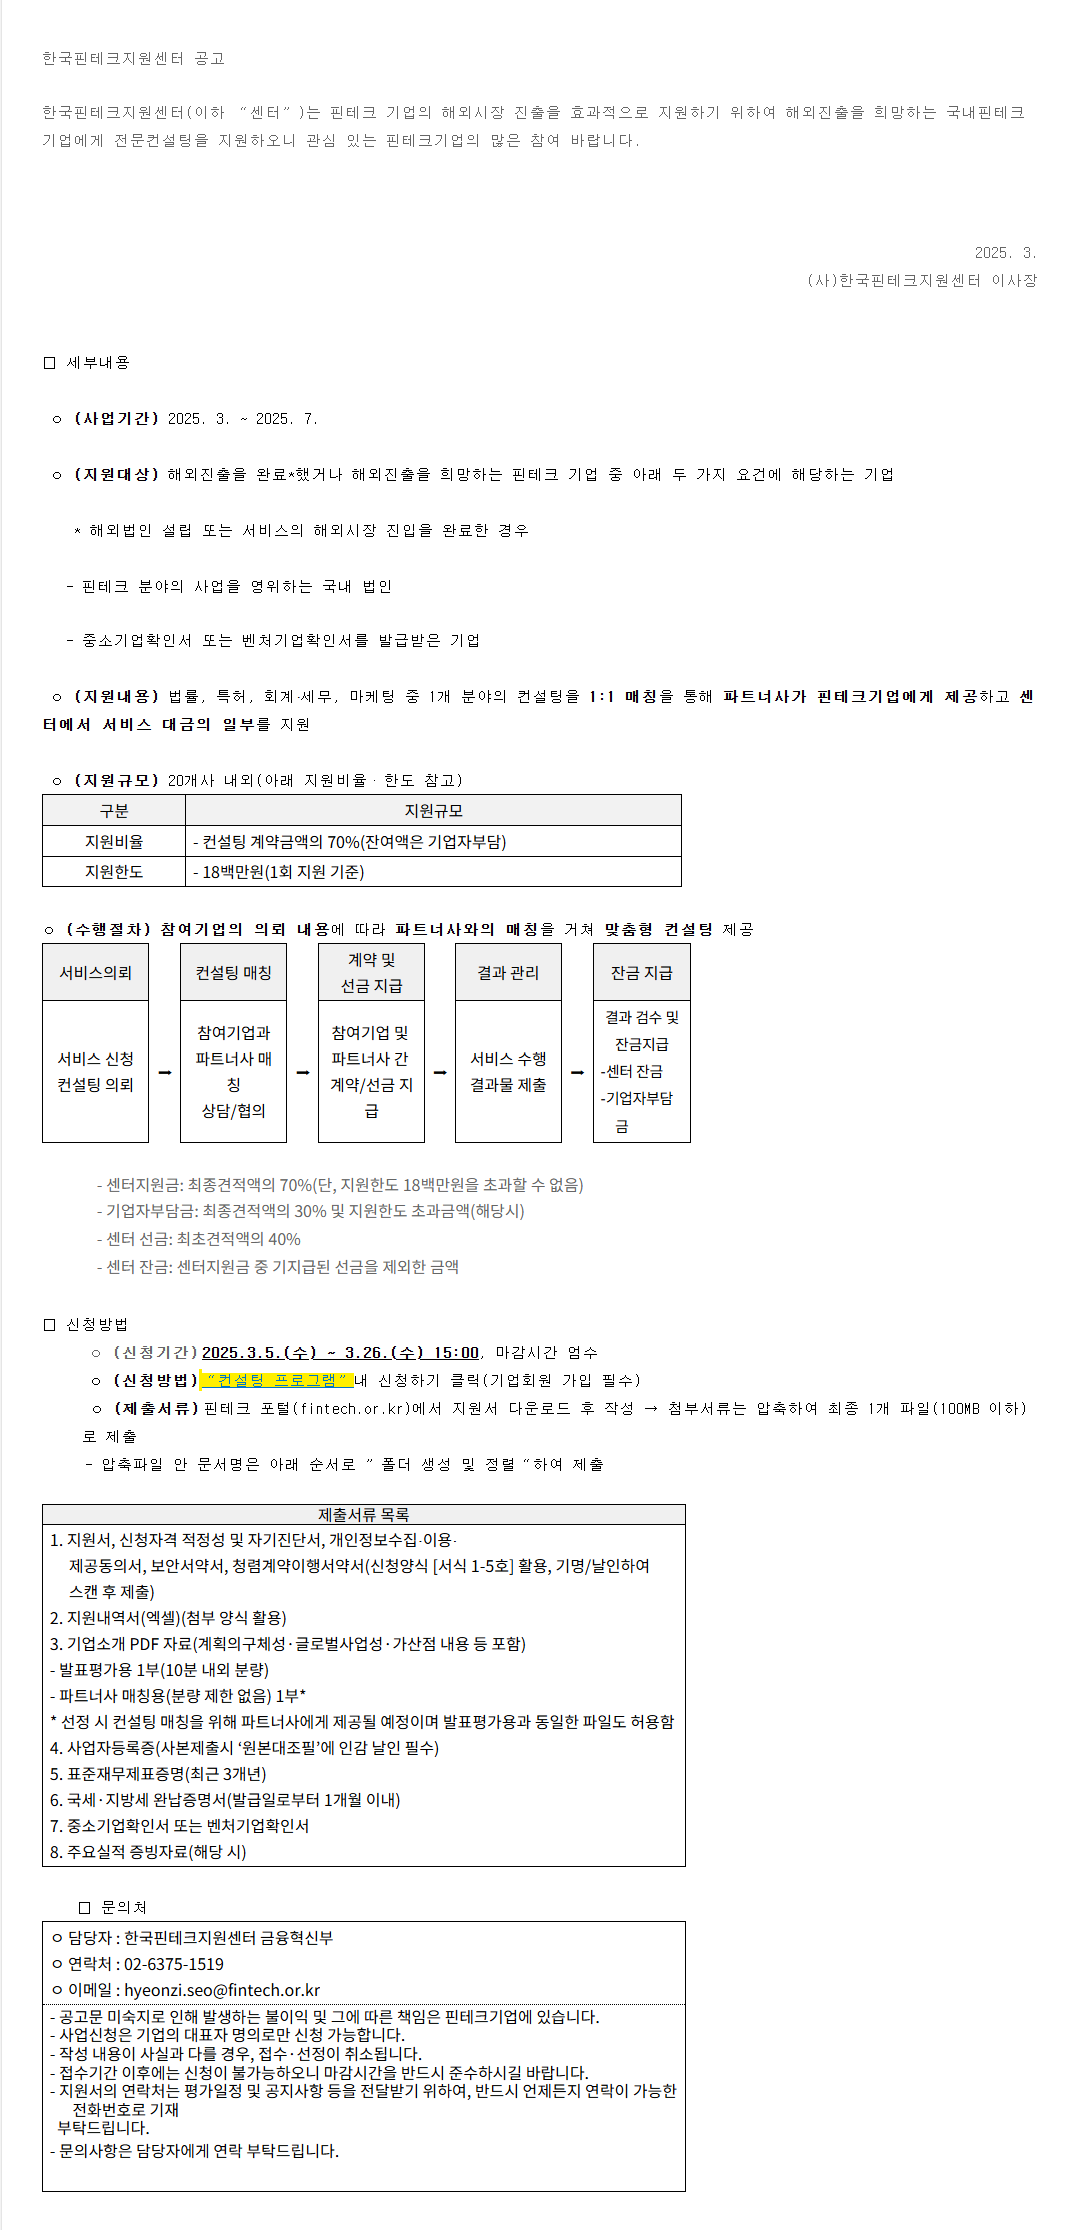 한국핀테크지원센터 공고
한국핀테크지원센터(이하 “센터”)는 핀테크 기업의 해외시장 진출을 효과적으로 지원하기 위하여 해외진출을 희망하는 국내핀테크
기업에게 전문컨설팅을 지원하오니 관심 있는 핀테크기업의 많은 참여 바랍니다.
2025. 3.
(사)한국핀테크지원센터 이사장
□ 세부내용
ㅇ (사업기간) 2025. 3. ~ 2025. 7.
ㅇ (지원대상) 해외진출을 완료*했거나 해외진출을 희망하는 핀테크 기업 중 아래 두 가지 요건에 해당하는 기업
* 해외법인 설립 또는 서비스의 해외시장 진입을 완료한 경우
- 핀테크 분야의 사업을 영위하는 국내 법인
- 중소기업확인서 또는 벤처기업확인서를 발급받은 기업
ㅇ (지원내용) 법률, 특허, 회계·세무, 마케팅 중 1개 분야의 컨설팅을 1:1 매칭을 통해 파트너사가 핀테크기업에게 제공하고 센
터에서 서비스 대금의 일부를 지원
ㅇ (지원규모) 20개사 내외(아래 지원비율·한도 참고)
구분 지원규모
지원비율 - 컨설팅 계약금액의 70%(잔여액은 기업자부담)
지원한도 - 18백만원(1회 지원 기준)
ㅇ (수행절차) 참여기업의 의뢰 내용에 따라 파트너사와의 매칭을 거쳐 맞춤형 컨설팅 제공
서비스의뢰
서비스 신청
컨설팅 의뢰
➡
컨설팅 매칭
참여기업과
파트너사 매
칭
상담/협의
➡
계약 및
선금 지급
참여기업 및
파트너사 간
계약/선금 지
급
➡
결과 관리
서비스 수행
결과물 제출
➡
잔금 지급
결과 검수 및
잔금지급
-센터 잔금
-기업자부담
금
- 센터지원금: 최종견적액의 70%(단, 지원한도 18백만원을 초과할 수 없음)
- 기업자부담금: 최종견적액의 30% 및 지원한도 초과금액(해당시)
- 센터 선금: 최초견적액의 40%
- 센터 잔금: 센터지원금 중 기지급된 선금을 제외한 금액
□ 신청방법
ㅇ (신청기간) 2025.3.5.(수) ~ 3.26.(수) 15:00, 마감시간 엄수
ㅇ (신청방법) “컨설팅 프로그램” 내 신청하기 클릭(기업회원 가입 필수)
ㅇ (제출서류) 핀테크 포털(fintech.or.kr)에서 지원서 다운로드 후 작성 → 첨부서류는 압축하여 최종 1개 파일(100MB 이하)
로 제출
- 압축파일 안 문서명은 아래 순서로 ” 폴더 생성 및 정렬 “하여 제출
제출서류 목록
1. 지원서, 신청자격 적정성 및 자기진단서, 개인정보수집·이용·
제공동의서, 보안서약서, 청렴계약이행서약서(신청양식 [서식 1-5호] 활용, 기명/날인하여
스캔 후 제출)
2. 지원내역서(엑셀)(첨부 양식 활용)
3. 기업소개 PDF 자료(계획의구체성·글로벌사업성·가산점 내용 등 포함)
- 발표평가용 1부(10분 내외 분량)
- 파트너사 매칭용(분량 제한 없음) 1부*
* 선정 시 컨설팅 매칭을 위해 파트너사에게 제공될 예정이며 발표평가용과 동일한 파일도 허용함
4. 사업자등록증(사본제출시 ‘원본대조필’에 인감 날인 필수)
5. 표준재무제표증명(최근 3개년)
6. 국세·지방세 완납증명서(발급일로부터 1개월 이내)
7. 중소기업확인서 또는 벤처기업확인서
8. 주요실적 증빙자료(해당 시)
□ 문의처
ㅇ 담당자 : 한국핀테크지원센터 금융혁신부
ㅇ 연락처 : 02-6375-1519
ㅇ 이메일 : hyeonzi.seo@fintech.or.kr
- 공고문 미숙지로 인해 발생하는 불이익 및 그에 따른 책임은 핀테크기업에 있습니다.
- 사업신청은 기업의 대표자 명의로만 신청 가능합니다.
- 작성 내용이 사실과 다를 경우, 접수·선정이 취소됩니다.
- 접수기간 이후에는 신청이 불가능하오니 마감시간을 반드시 준수하시길 바랍니다.
- 지원서의 연락처는 평가일정 및 공지사항 등을 전달받기 위하여, 반드시 언제든지 연락이 가능한
전화번호로 기재
부탁드립니다.
- 문의사항은 담당자에게 연락 부탁드립니다.